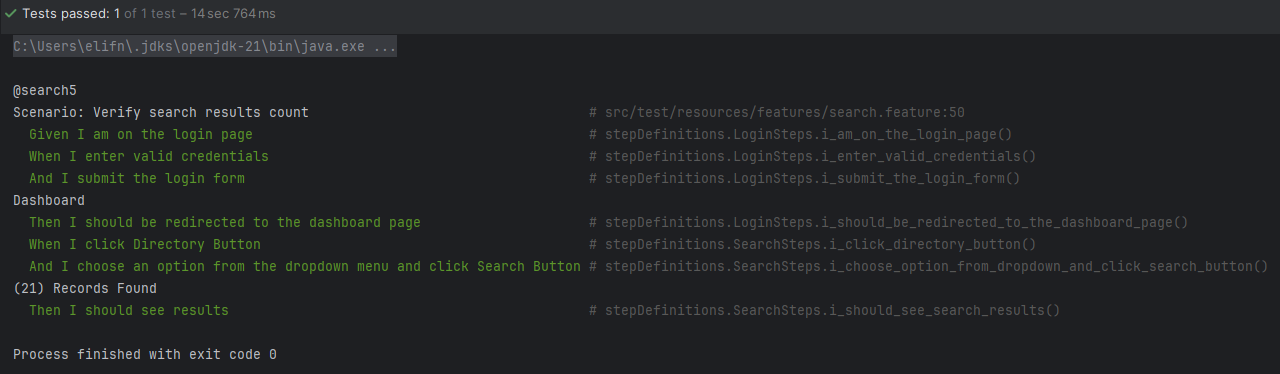 Tests passed: 1 of 1 test – 14 sec 764 ms
C:\Users\elifn\.jdks\openjdk-21\bin\java.exe ...
@search5
Scenario: Verify search results count # src/test/resources/features/search.feature:50
Given I am on the login page # stepDefinitions.LoginSteps.i_am_on_the_login_page()
When I enter valid credentials # stepDefinitions.LoginSteps.i_enter_valid_credentials()
And I submit the login form # stepDefinitions.LoginSteps.i_submit_the_login_form()
Dashboard
Then I should be redirected to the dashboard page # stepDefinitions.LoginSteps.i_should_be_redirected_to_the_dashboard_page()
When I click Directory Button # stepDefinitions.SearchSteps.i_click_directory_button()
And I choose an option from the dropdown menu and click Search Button # stepDefinitions.SearchSteps.i_choose_option_from_dropdown_and_click_search_button()
(21) Records Found
Then I should see results # stepDefinitions.SearchSteps.i_should_see_search_results()
Process finished with exit code 0